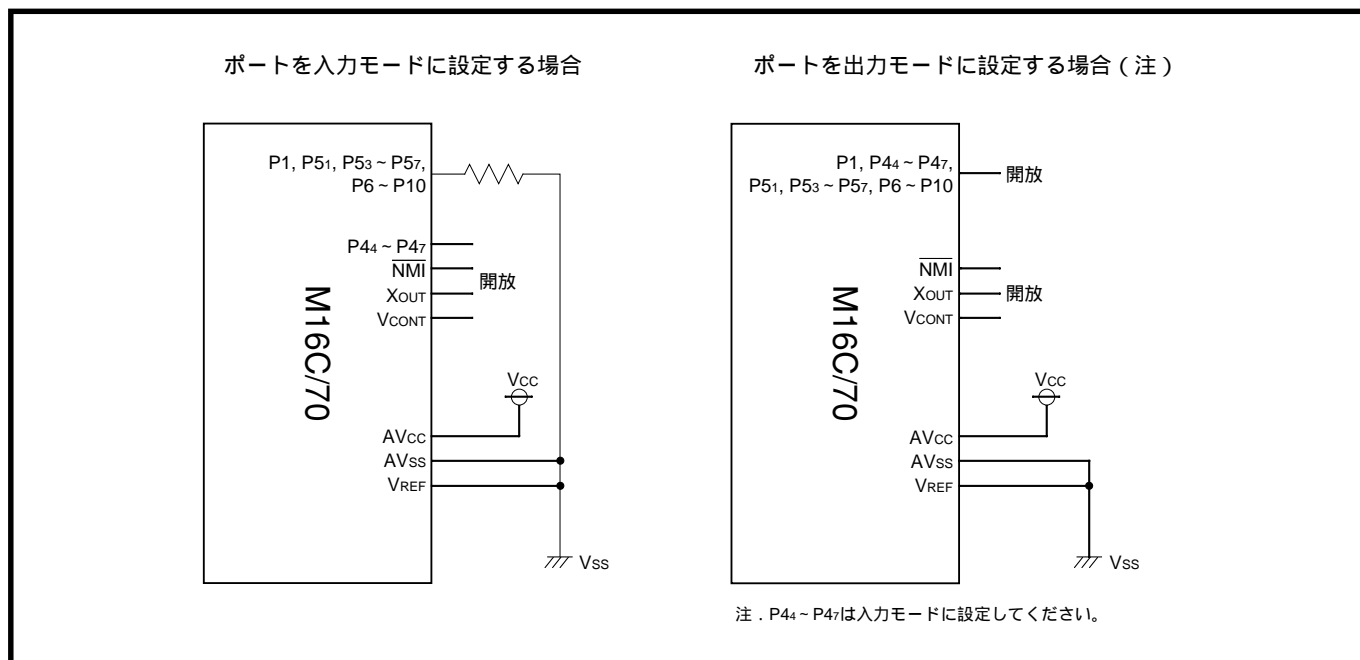 ポートを入力モードに設定する場合
P1, P51, P53 ~ P57,
P6 ~ P10
P44 ~ P47
NMI
XOUT
VCONT
開放
M16C/70
VCC
AVCC
AVSS
VREF
VSS
ポートを出力モードに設定する場合 ( 注 )
P1, P44 ~ P47,
P51, P53 ~ P57, P6 ~ P10
開放
NMI
XOUT
VCONT
開放
M16C/70
VCC
AVCC
AVSS
VREF
VSS
注 . P44 ~ P47は入力モードに設定してください。